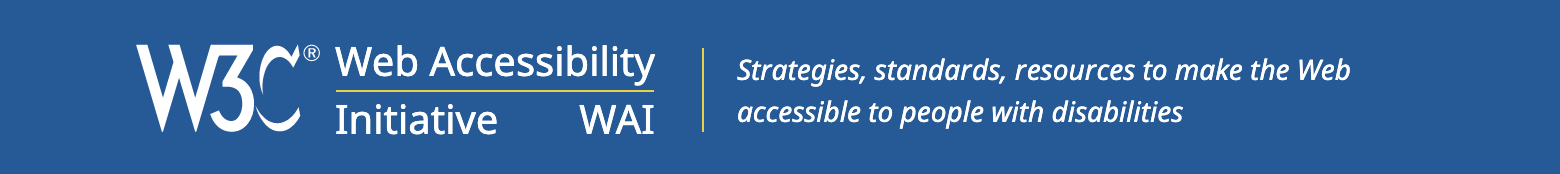 W3C®
Web Accessibility
Initiative WAI
Strategies, standards, resources to make the Web
accessible to people with disabilities